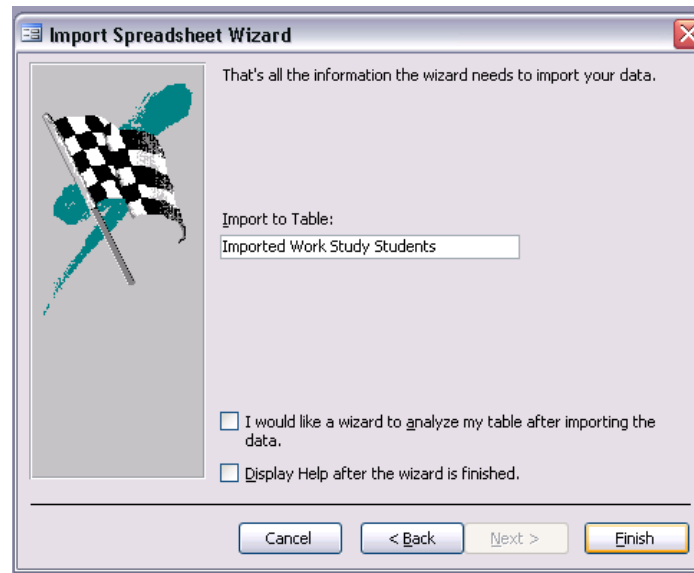 Import Spreadsheet Wizard
That's all the information the wizard needs to import your data.
Import to Table:
Imported Work Study Students
I would like a wizard to analyze my table after importing the
data.
Display Help after the wizard is finished.
Cancel
< Back
Next >
Finish